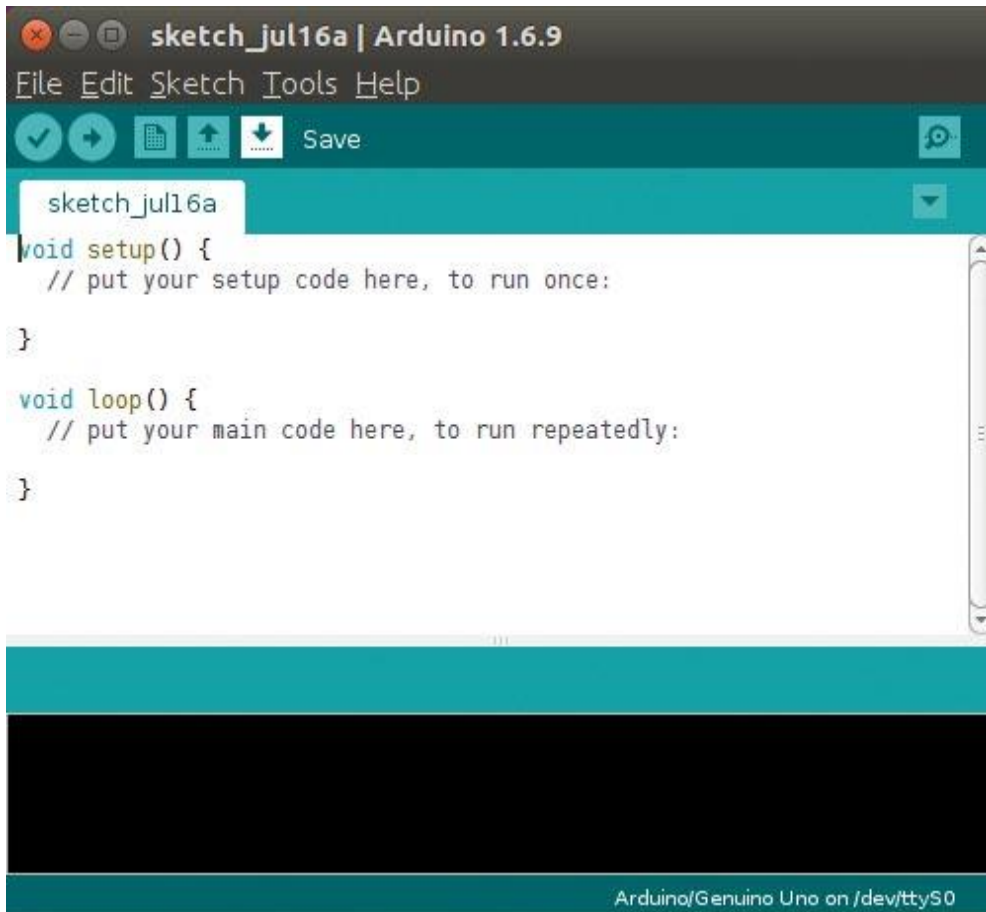 sketch_jul16a | Arduino 1.6.9
File Edit Sketch Tools Help
Save
sketch_jul16a
void setup() {
  // put your setup code here, to run once:
}
void loop() {
  // put your main code here, to run repeatedly:
}
Arduino/Genuino Uno on /dev/ttyS0